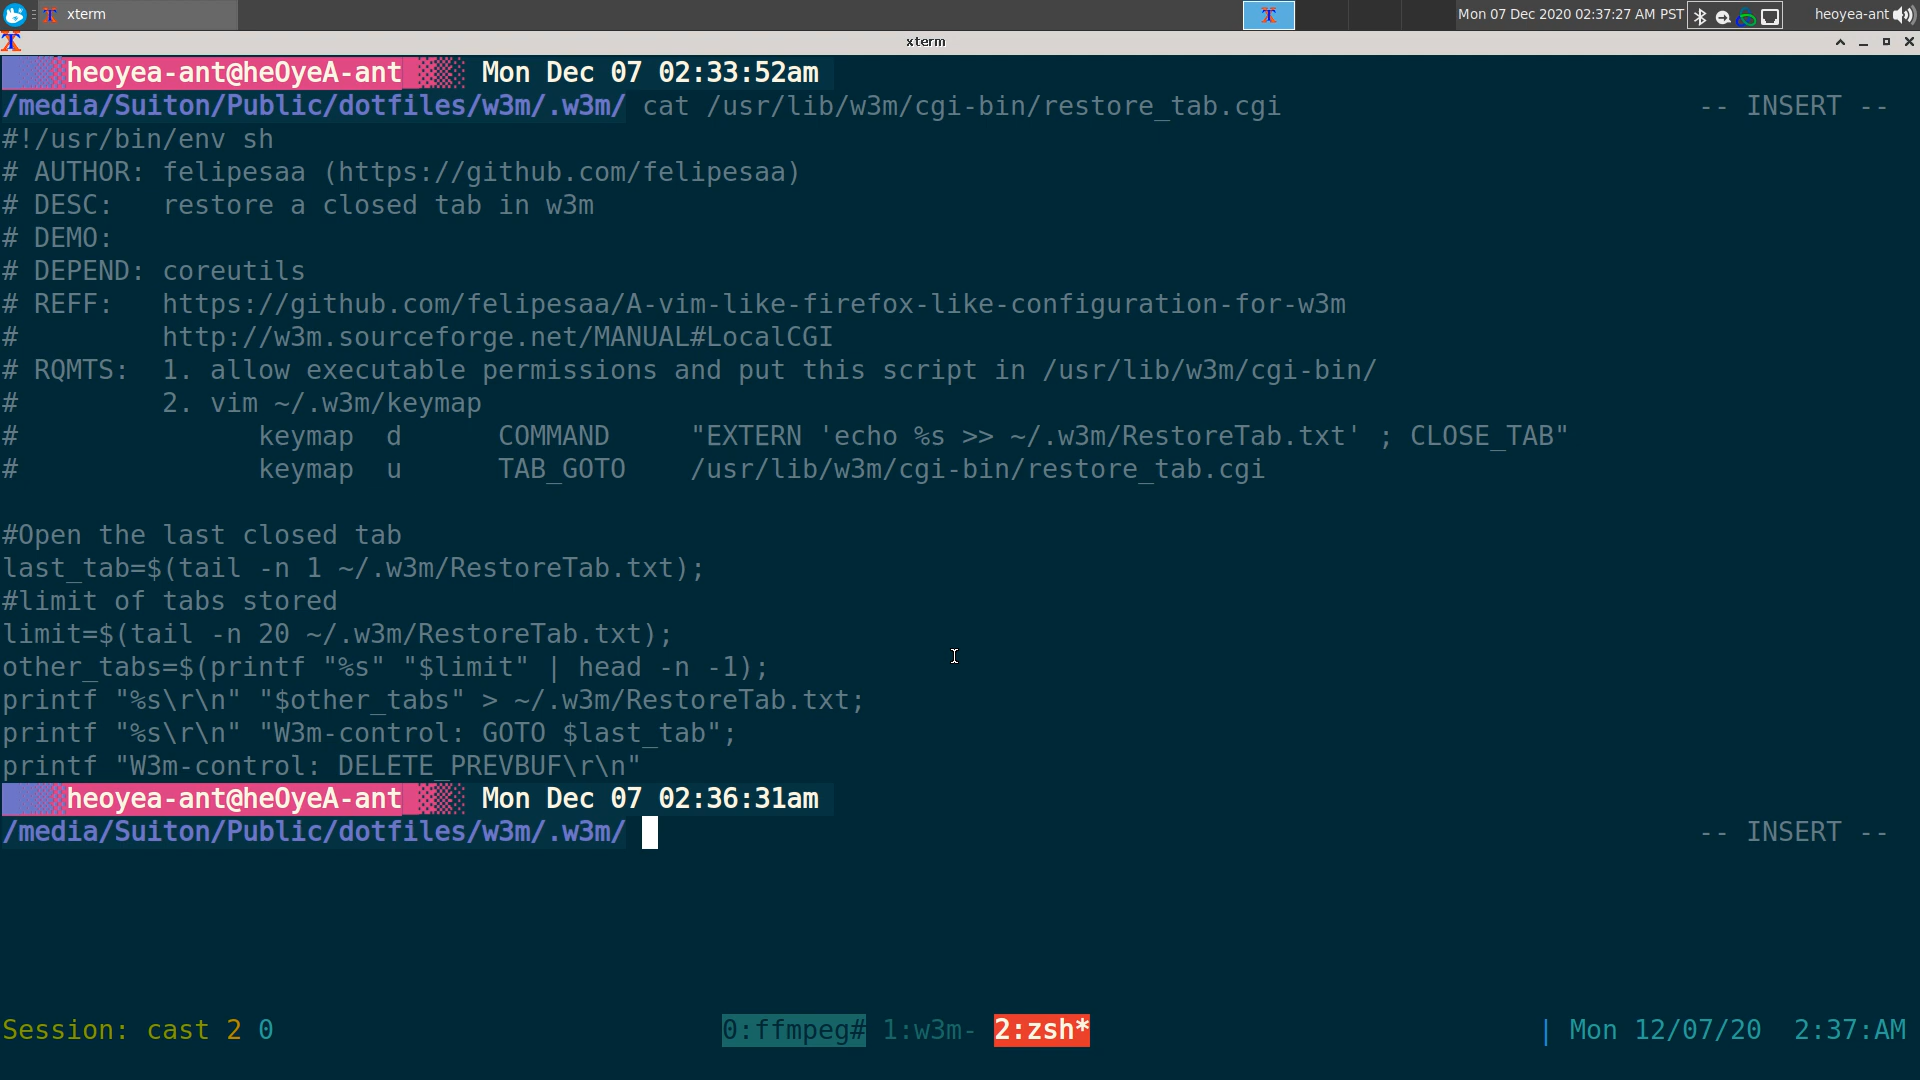 xterm
Mon 07 Dec 2020 02:37:27 AM PST
heoyea-ant
xterm
heoyea-ant@heOyeA-ant Mon Dec 07 02:33:52am
/media/Suiton/Public/dotfiles/w3m/.w3m/ cat /usr/lib/w3m/cgi-bin/restore_tab.cgi -- INSERT --
#!/usr/bin/env sh
# AUTHOR: felipesaa (https://github.com/felipesaa)
# DESC:   restore a closed tab in w3m
# DEMO:
# DEPEND: coreutils
# REFF:   https://github.com/felipesaa/A-vim-like-firefox-like-configuration-for-w3m
#         http://w3m.sourceforge.net/MANUAL#LocalCGI
# RQMTS:  1. allow executable permissions and put this script in /usr/lib/w3m/cgi-bin/
#         2. vim ~/.w3m/keymap
#               keymap  d      COMMAND     "EXTERN 'echo %s >> ~/.w3m/RestoreTab.txt' ; CLOSE_TAB"
#               keymap  u      TAB_GOTO    /usr/lib/w3m/cgi-bin/restore_tab.cgi
#Open the last closed tab
last_tab=$(tail -n 1 ~/.w3m/RestoreTab.txt);
#limit of tabs stored
limit=$(tail -n 20 ~/.w3m/RestoreTab.txt);
other_tabs=$(printf "%s" "$limit" | head -n -1);
printf "%s\r\n" "$other_tabs" > ~/.w3m/RestoreTab.txt;
printf "%s\r\n" "W3m-control: GOTO $last_tab";
printf "W3m-control: DELETE_PREVBUF\r\n"
heoyea-ant@heOyeA-ant Mon Dec 07 02:36:31am
/media/Suiton/Public/dotfiles/w3m/.w3m/ -- INSERT --
Session: cast 2 0 0:ffmpeg# 1:w3m- 2:zsh* | Mon 12/07/20  2:37:AM